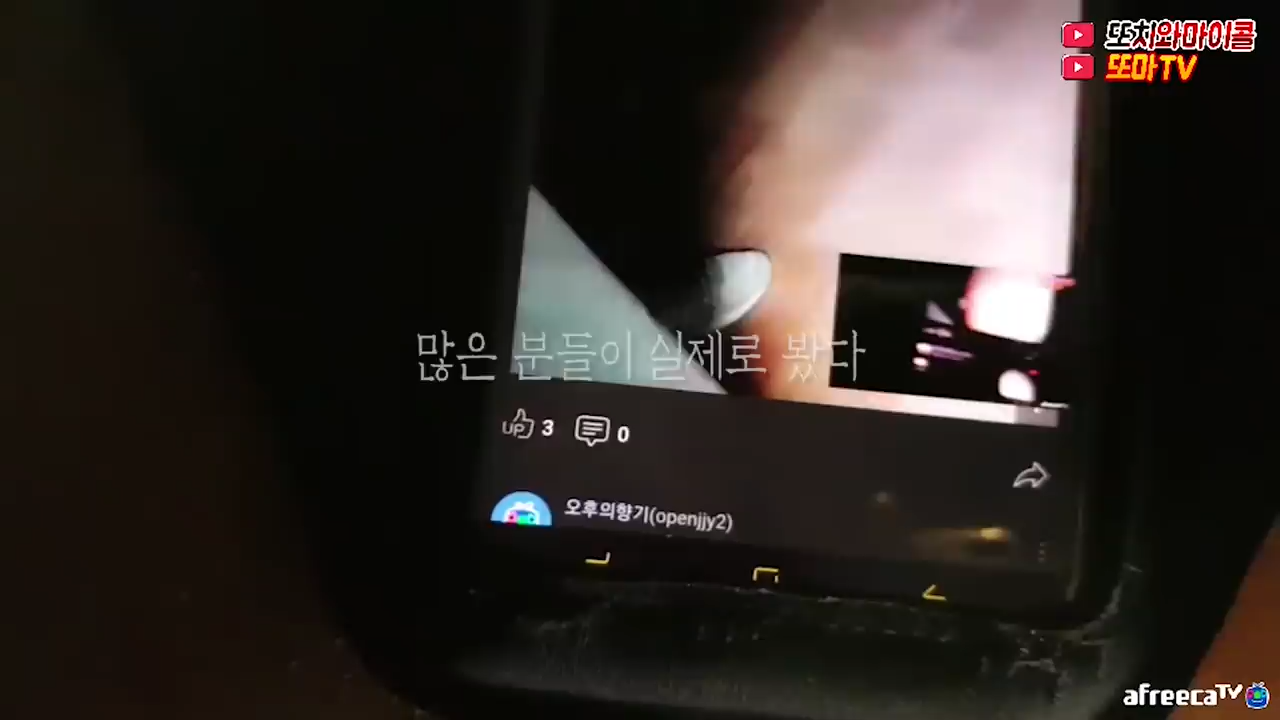 또치와마이콜
또마TV
많은 분들이 실제로 봤다
UP 3 0
오후의향기(openjjy2)
afreecaTV